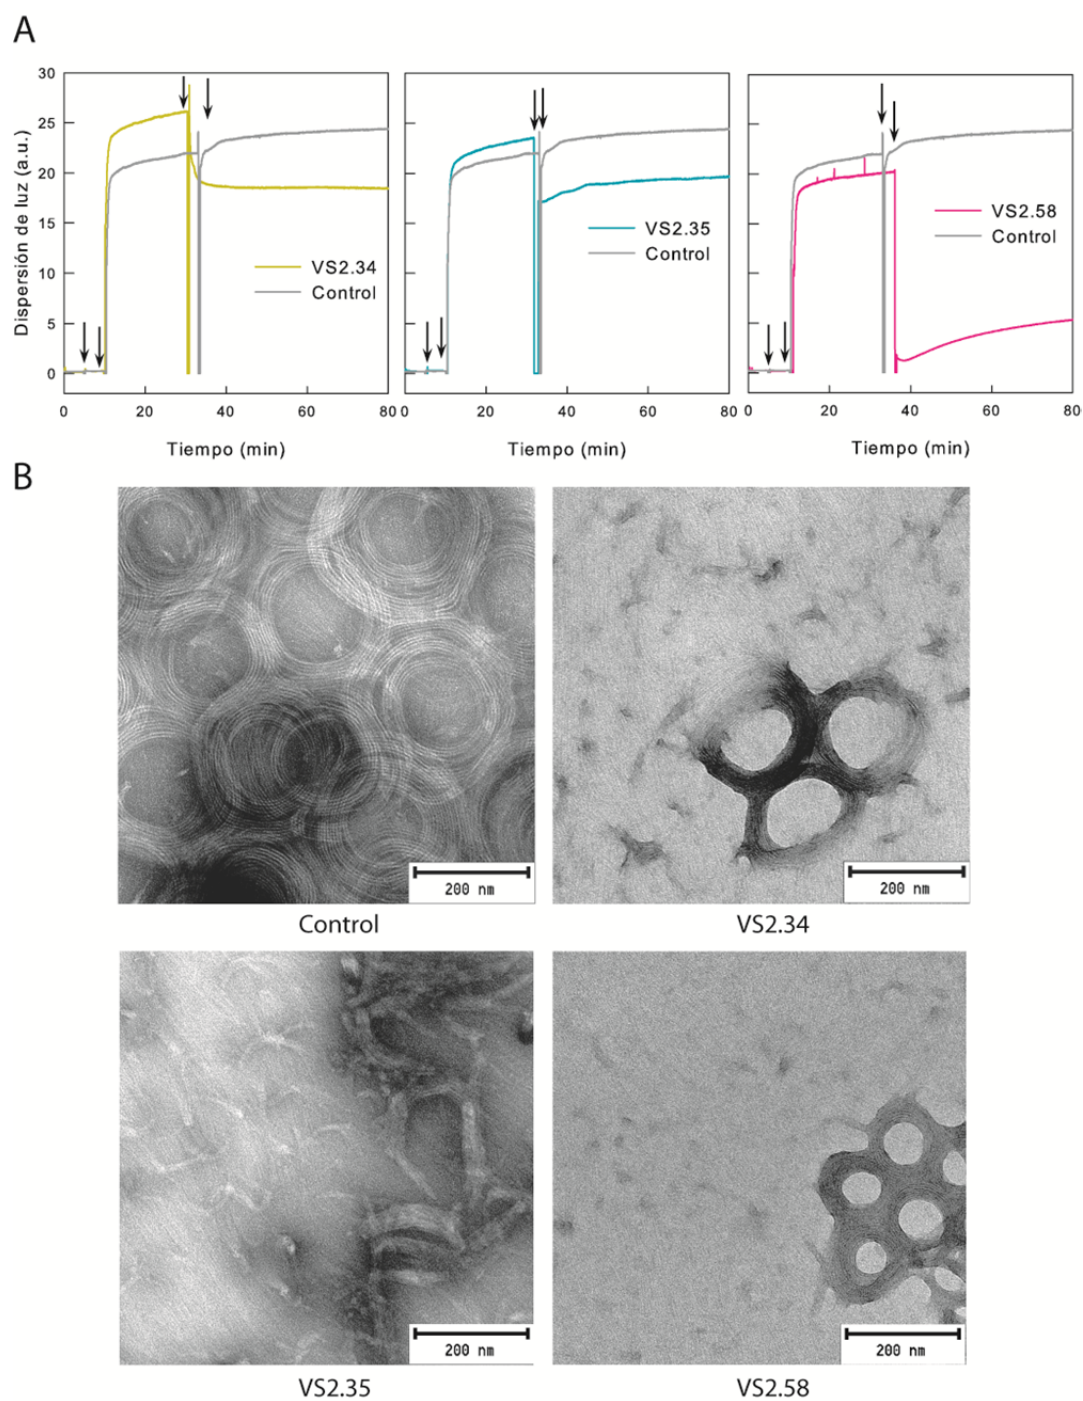 A
30
25
20
15
10
5
0
Dispersión de luz (a.u.)
VS2.34
Control
VS2.35
Control
VS2.58
Control
0 20 40 60 80 0 20 40 60 80 0 20 40 60 80
Tiempo (min) Tiempo (min) Tiempo (min)
B
200 nm 200 nm
Control VS2.34
200 nm 200 nm
VS2.35 VS2.58